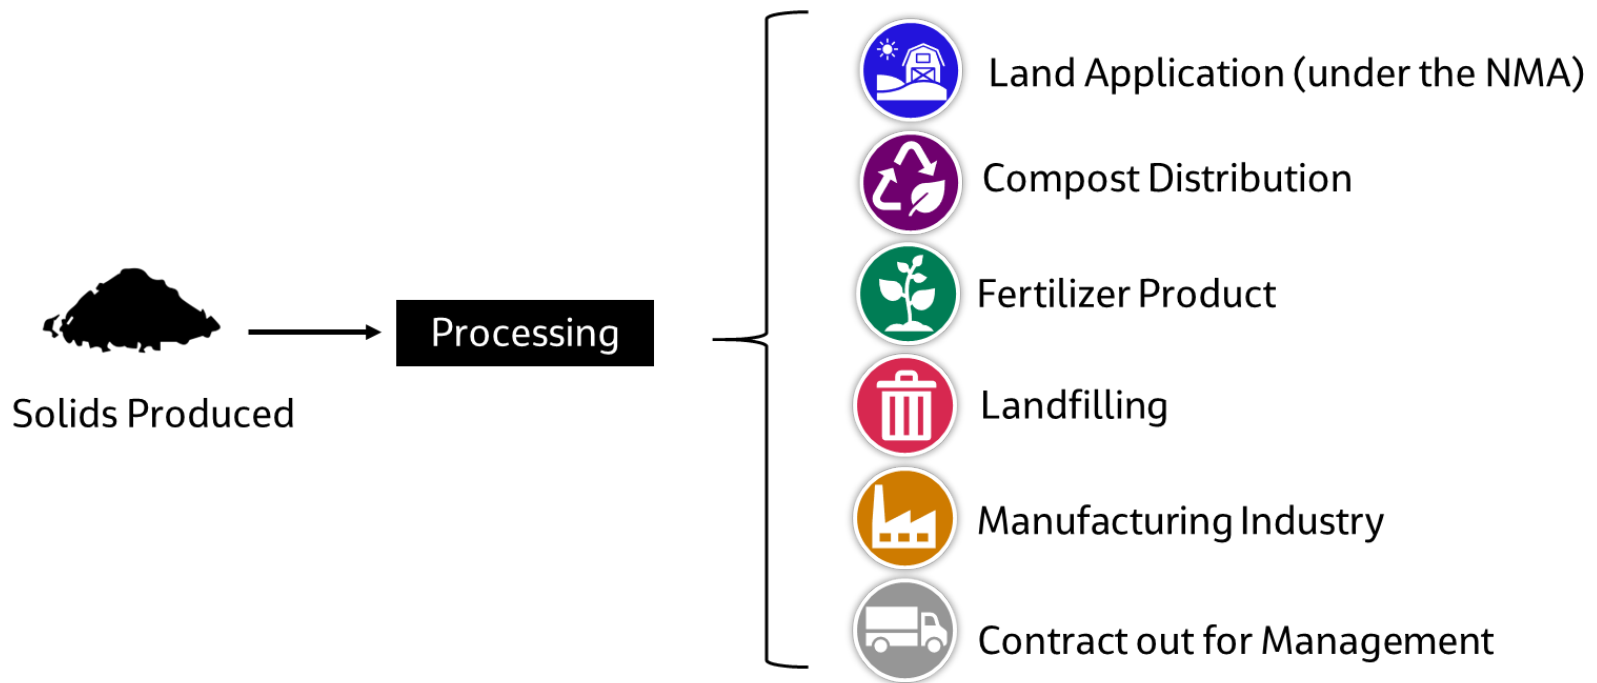 Land Application (under the NMA)
Compost Distribution
Fertilizer Product
Processing
Solids Produced
Landfilling
Manufacturing Industry
Contract out for Management